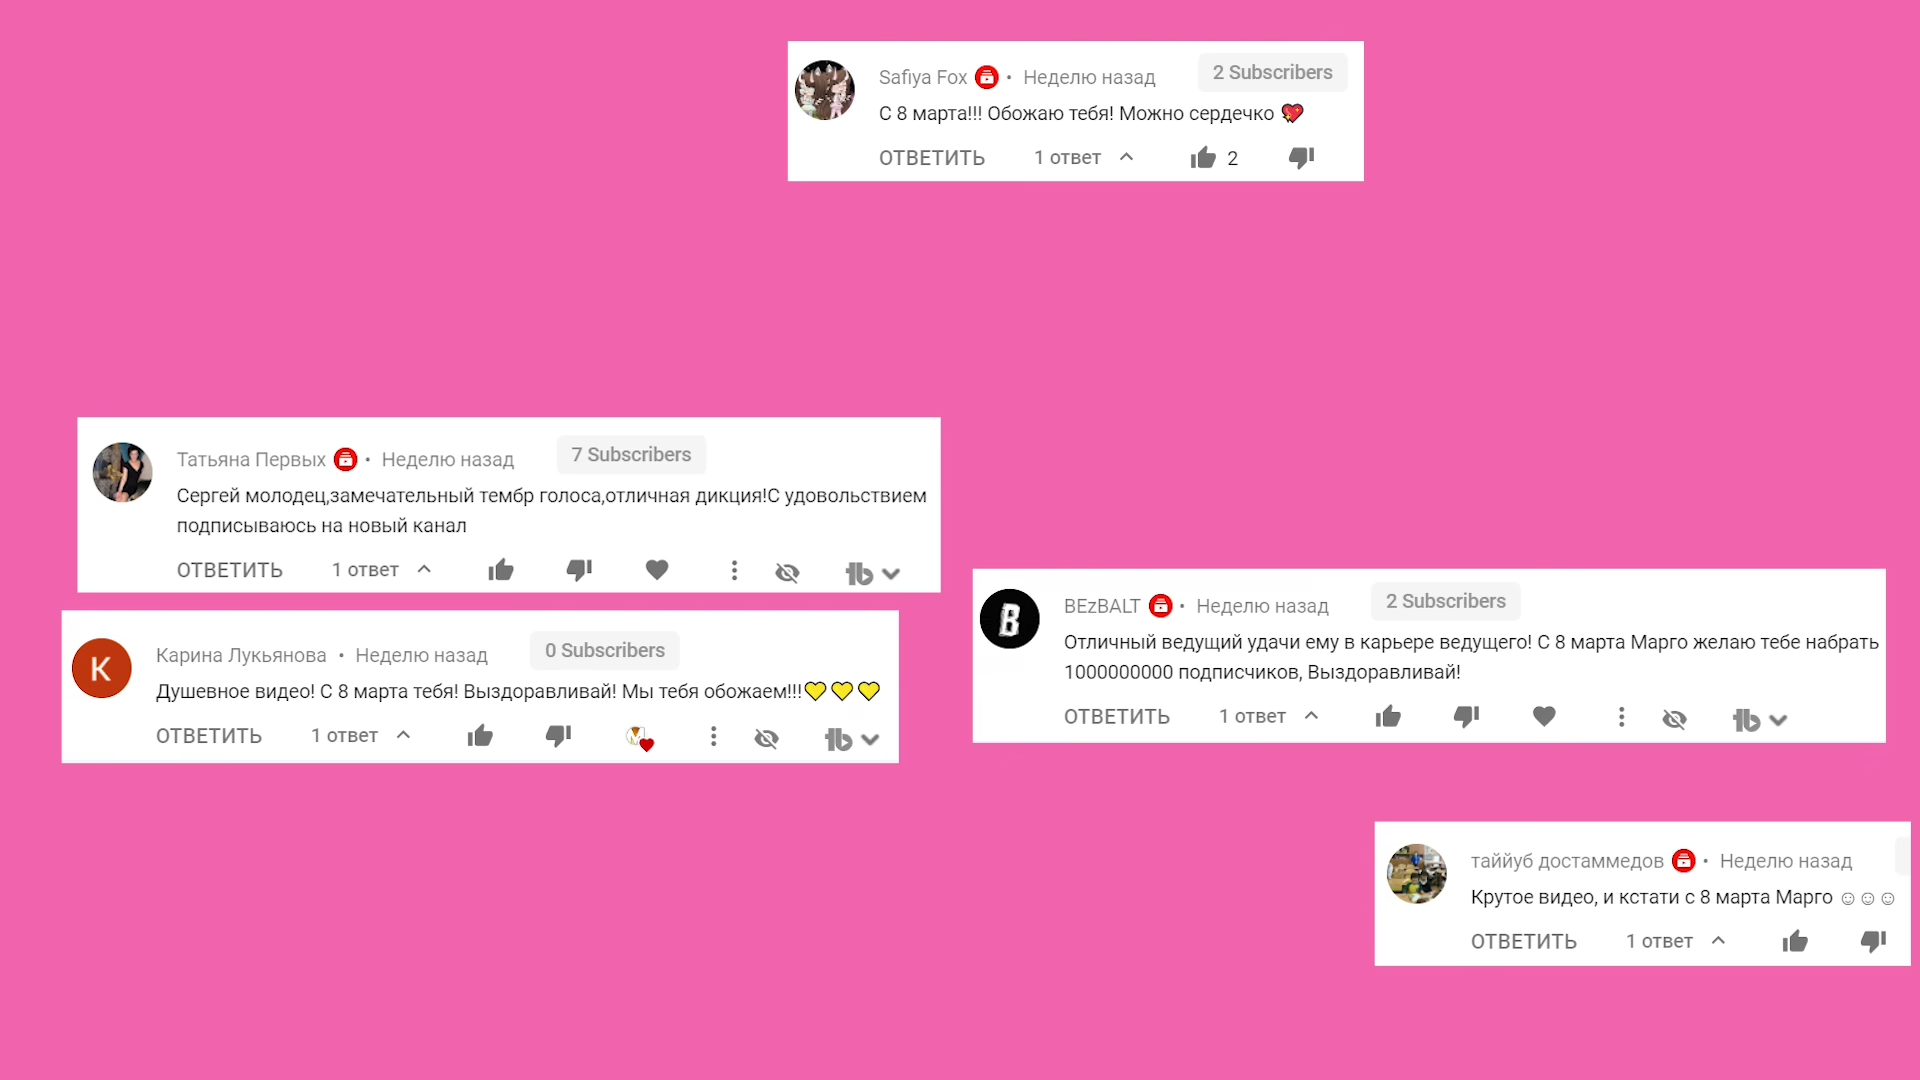 Safiya Fox • Неделю назад 2 Subscribers
С 8 марта!!! Обожаю тебя! Можно сердечко 💖
ОТВЕТИТЬ 1 ответ 2
Татьяна Первых • Неделю назад 7 Subscribers
Сергей молодец,замечательный тембр голоса,отличная дикция!С удовольствием
подписываюсь на новый канал
ОТВЕТИТЬ 1 ответ tb
К
Карина Лукьянова • Неделю назад 0 Subscribers
Душевное видео! С 8 марта тебя! Выздоравливай! Мы тебя обожаем!!!💛💛💛
ОТВЕТИТЬ 1 ответ tb
B
BEzBALT • Неделю назад 2 Subscribers
Отличный ведущий удачи ему в карьере ведущего! С 8 марта Марго желаю тебе набрать
1000000000 подписчиков, Выздоравливай!
ОТВЕТИТЬ 1 ответ tb
таййуб достаммедов • Неделю назад
Крутое видео, и кстати с 8 марта Марго ☺☺☺
ОТВЕТИТЬ 1 ответ